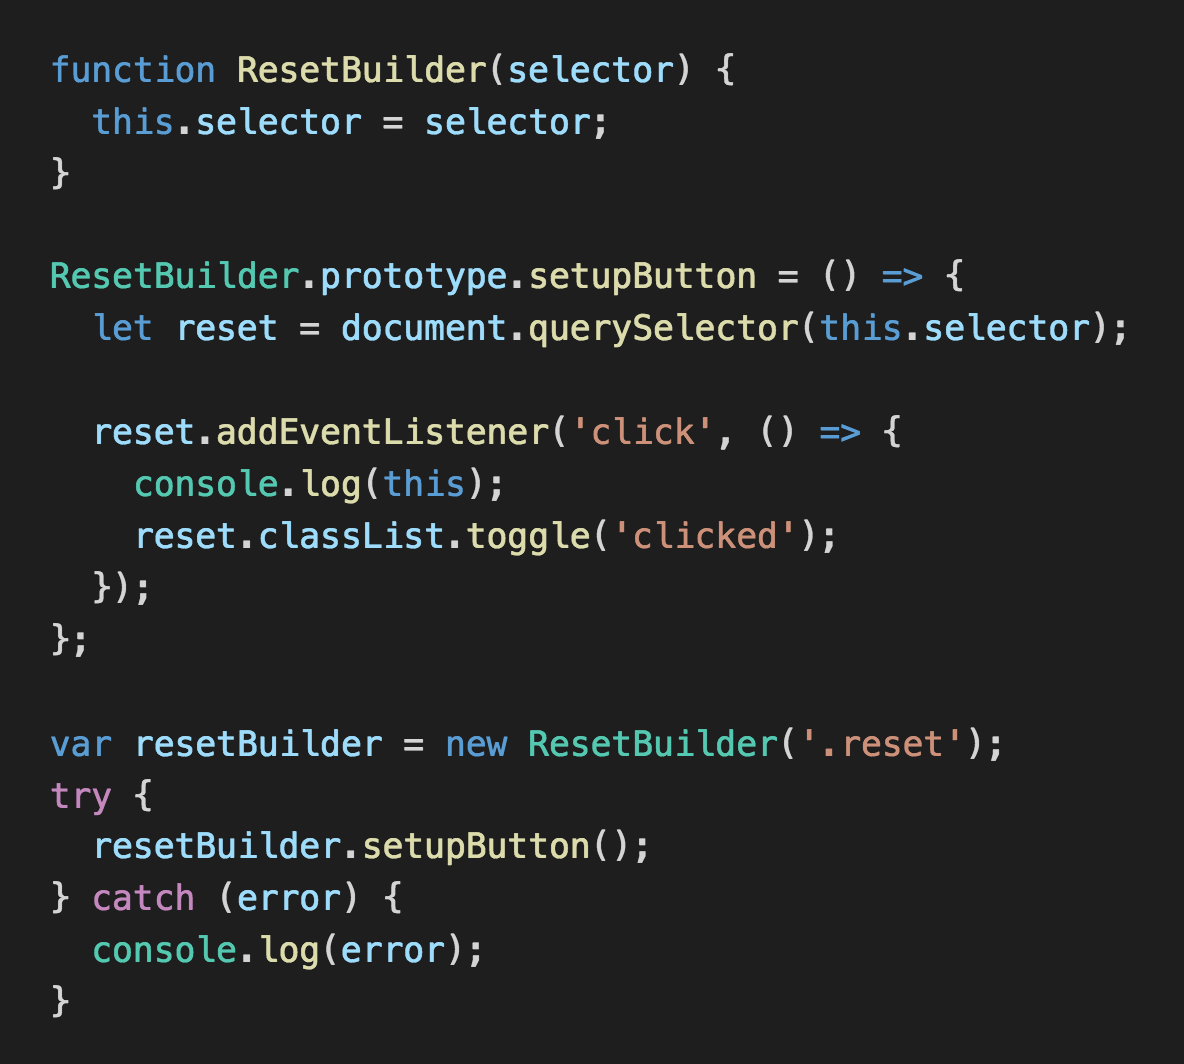 function ResetBuilder(selector) {
  this.selector = selector;
}

ResetBuilder.prototype.setupButton = () => {
  let reset = document.querySelector(this.selector);

  reset.addEventListener('click', () => {
    console.log(this);
    reset.classList.toggle('clicked');
  });
};

var resetBuilder = new ResetBuilder('.reset');
try {
  resetBuilder.setupButton();
} catch (error) {
  console.log(error);
}